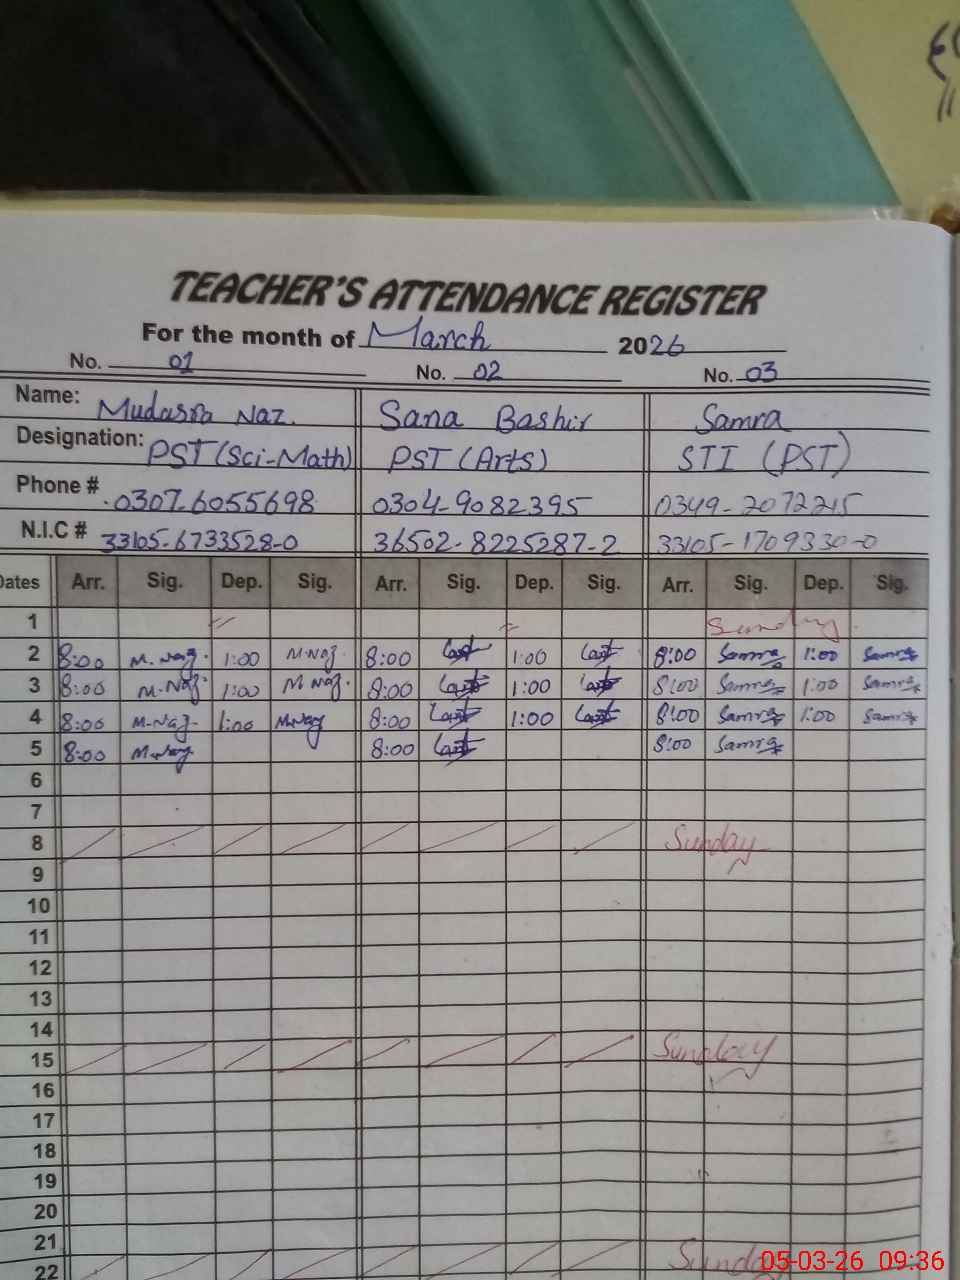 TEACHER'S ATTENDANCE REGISTER
For the month of March 2026
No. 01 No. 02 No. 03
Name: Mudasra Naz. Sana Bashir Samra
Designation: PST (Sci-Math) PST (Arts) STI (PST)
Phone # 0307-6055698 0304-9082395 0349-2072215
N.I.C # 33105-6733528-0 36502-8225287-2 33105-1709330-0
Dates Arr. Sig. Dep. Sig. Arr. Sig. Dep. Sig. Arr. Sig. Dep. Sig.
1 Sunday
2 8:00 M.Naz. 1:00 M.Naz. 8:00 1:00 8:00 Samra 1:00 Samra
3 8:00 M.Naz. 1:00 M.Naz. 8:00 1:00 8:00 Samra 1:00 Samra
4 8:00 M.Naz. 1:00 M.Naz 8:00 1:00 8:00 Samra 1:00 Samra
5 8:00 M.Naz 8:00 8:00 Samra
6
7
8 Sunday
9
10
11
12
13
14
15 Sunday
16
17
18
19
20
21
22 Sunday
05-03-26 09:36